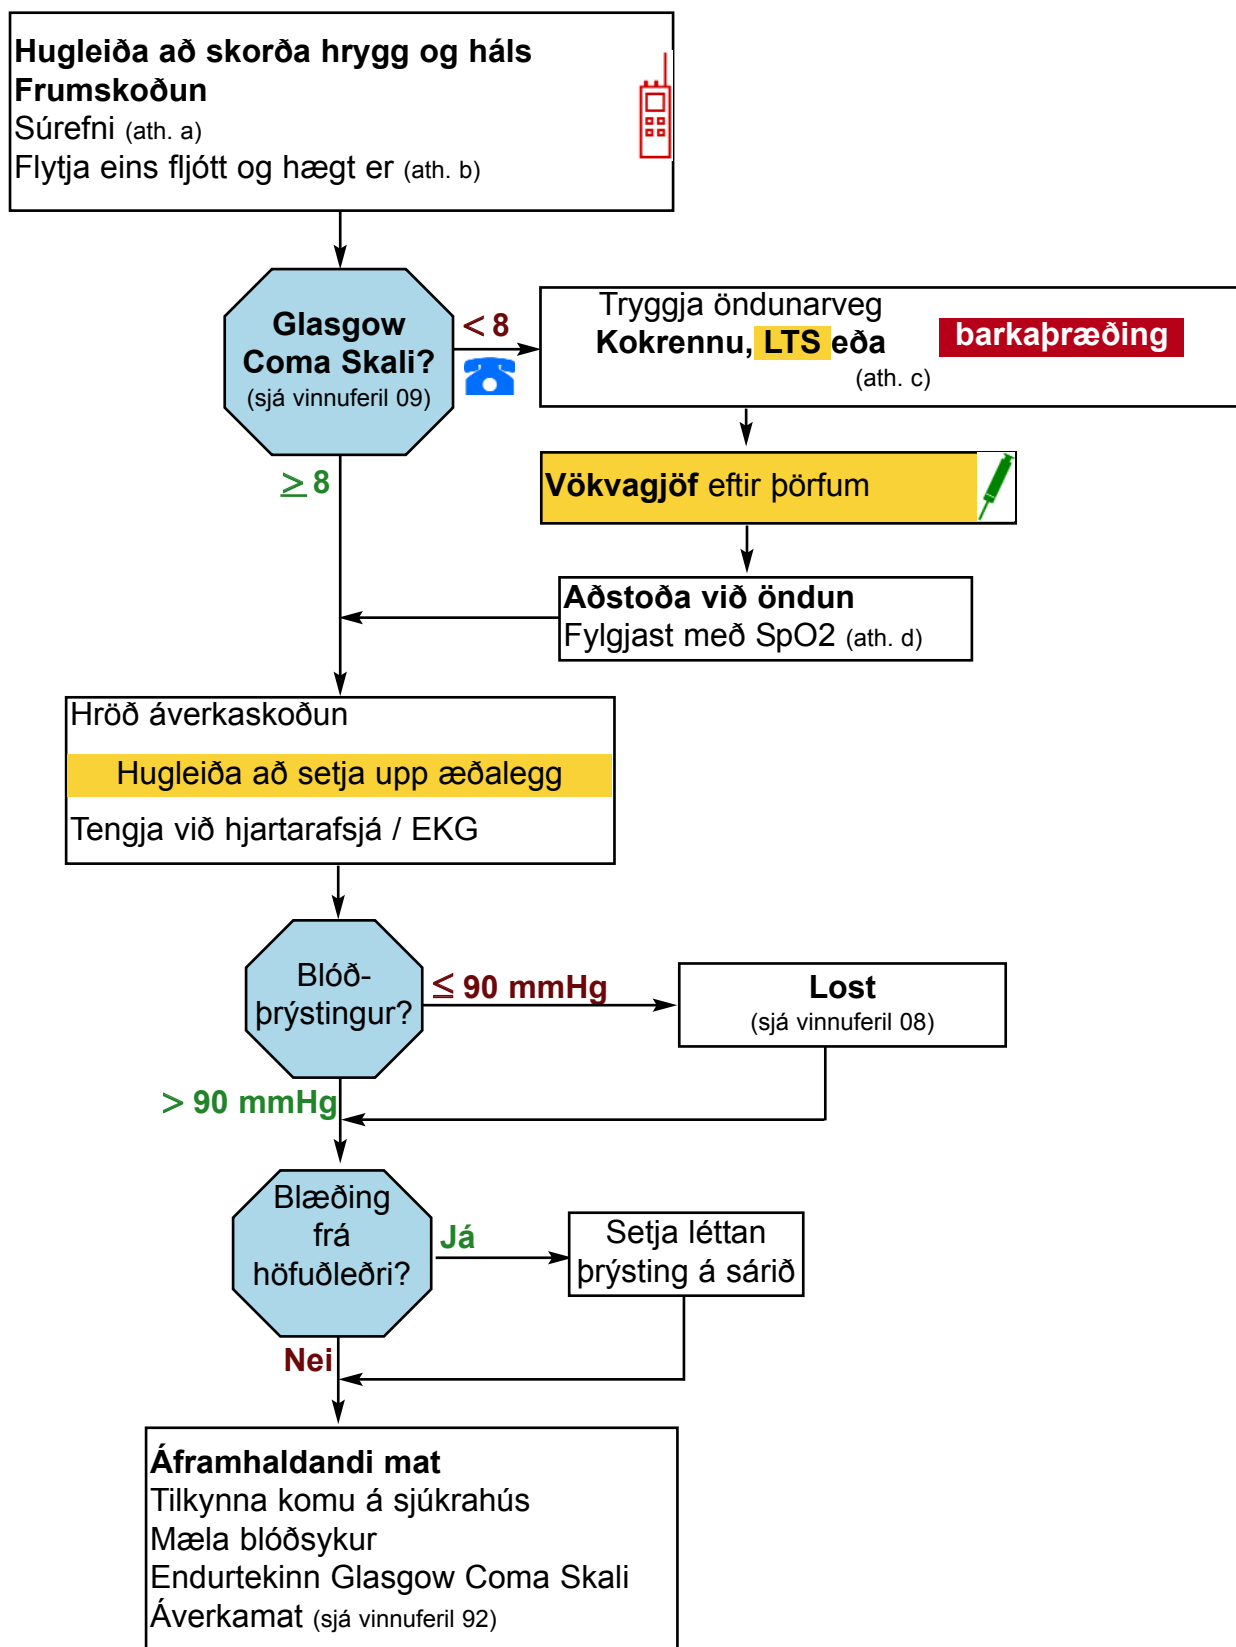 Hugleiða að skorða hrygg og háls
Frumskoðun
Súrefni (ath. a)
Flytja eins fljótt og hægt er (ath. b)
Glasgow
Coma Skali?
(sjá vinnuferil 09)
< 8
Tryggja öndunarveg
Kokrennu, LTS eða barkaþræðing
(ath. c)
≥ 8
Vökvagjöf eftir þörfum
Aðstoða við öndun
Fylgjast með SpO2 (ath. d)
Hröð áverkaskoðun
Hugleiða að setja upp æðalegg
Tengja við hjartarafsjá / EKG
Blóð-
þrýstingur?
≤ 90 mmHg
Lost
(sjá vinnuferil 08)
> 90 mmHg
Blæðing
frá
höfuðleðri?
Já
Setja léttan
þrýsting á sárið
Nei
Áframhaldandi mat
Tilkynna komu á sjúkrahús
Mæla blóðsykur
Endurtekinn Glasgow Coma Skali
Áverkamat (sjá vinnuferil 92)